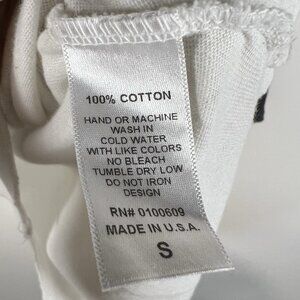 100% COTTON
HAND OR MACHINE
WASH IN
COLD WATER
WITH LIKE COLORS
NO BLEACH
TUMBLE DRY LOW
DO NOT IRON
DESIGN
RN# 0100609
MADE IN U.S.A.
S